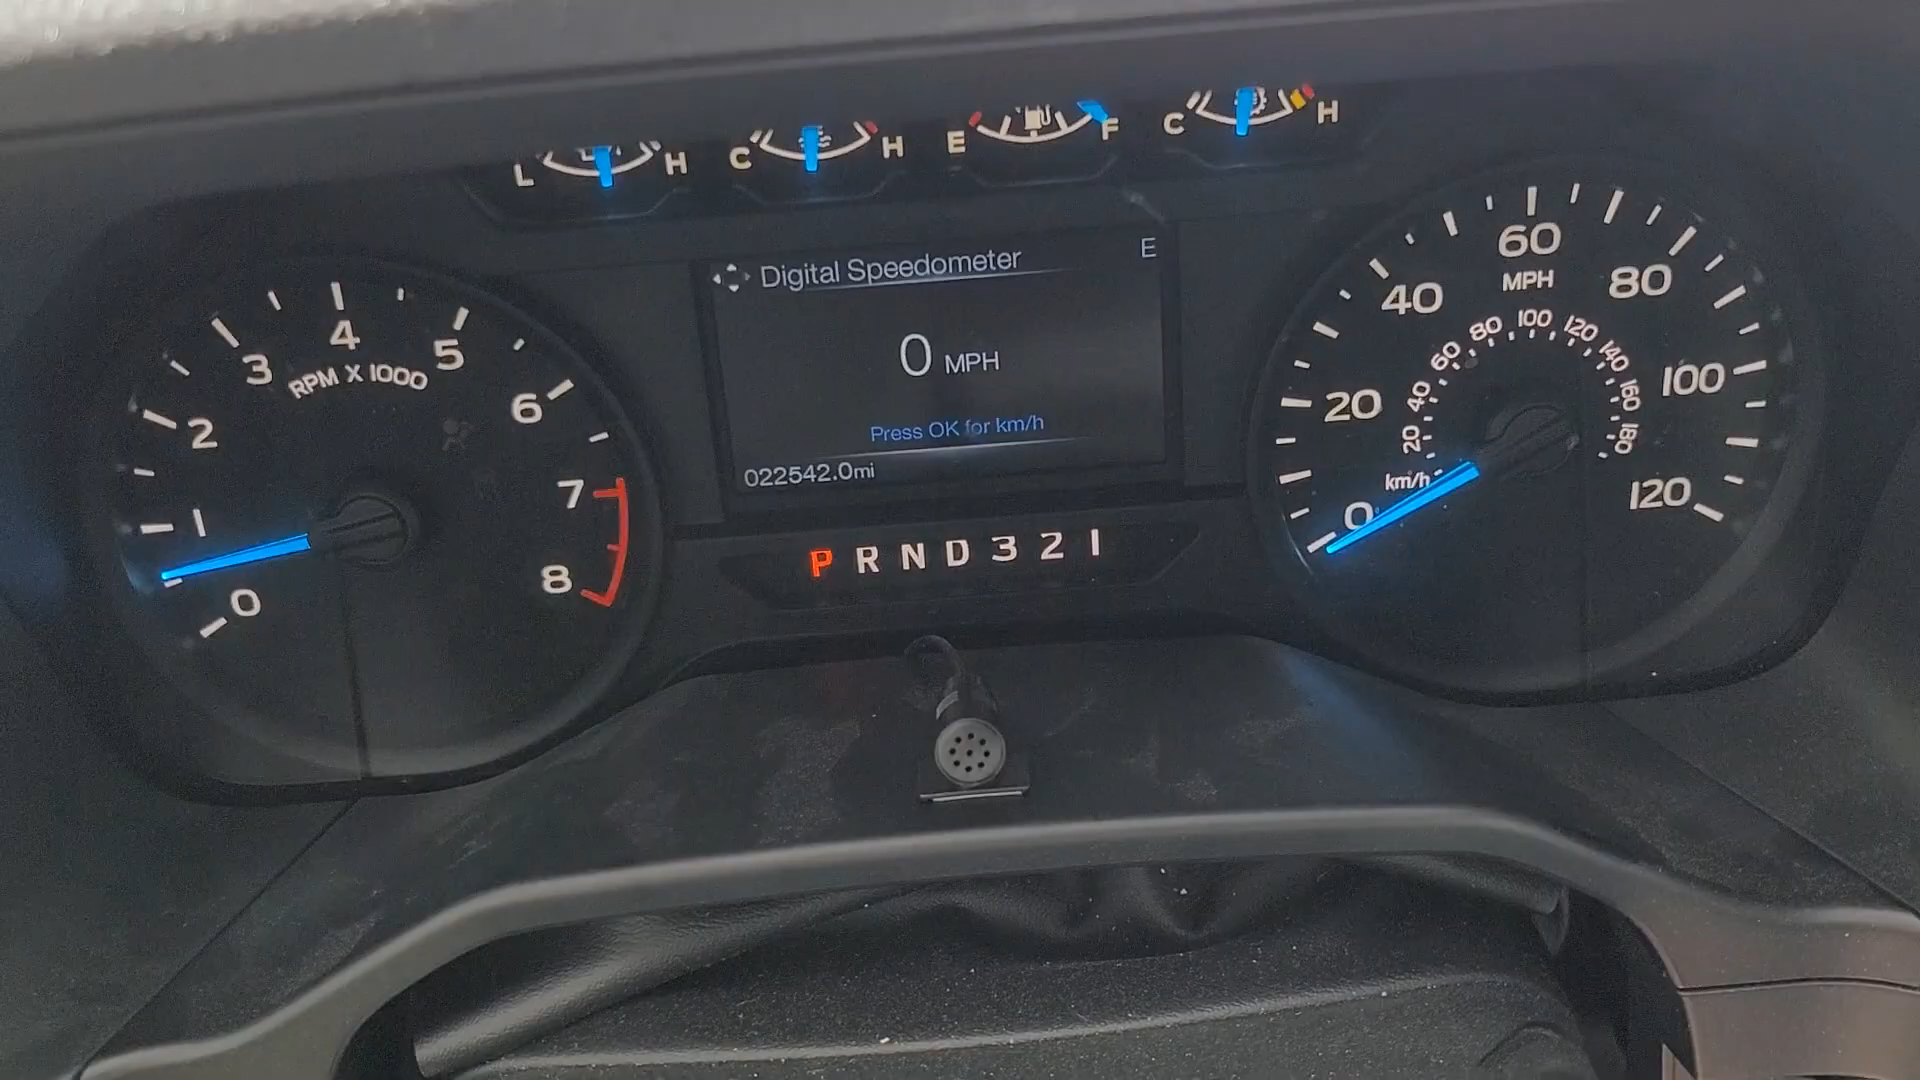 L H
C H
E F
C H
Digital Speedometer
E
0 MPH
Press OK for km/h
022542.0mi
P R N D 3 2 1
0 1 2 3 4 5 6 7 8
RPM X 1000
0 20 40 60 80 100 120
MPH
20 40 60 80 100 120 140 160 180
km/h